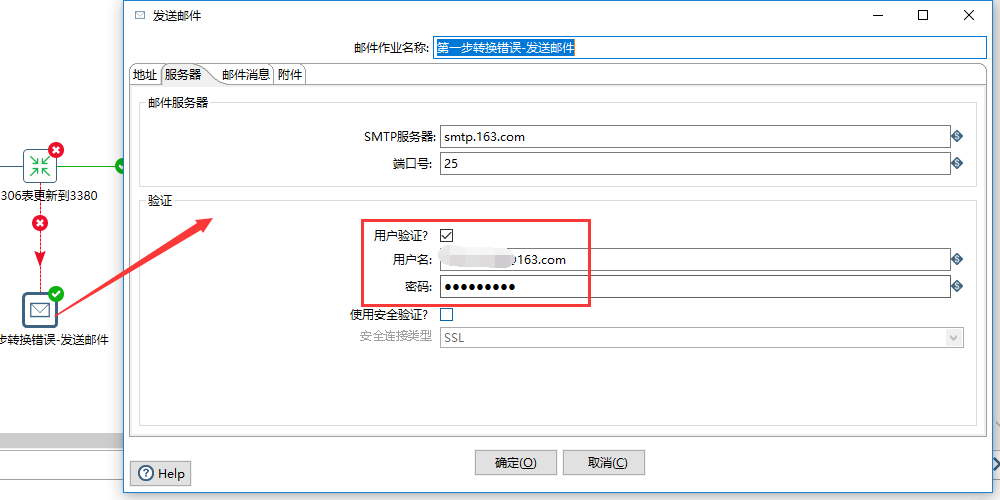 发送邮件
邮件作业名称: 第一步转换错误-发送邮件
地址 服务器 邮件消息 附件
邮件服务器
SMTP服务器: smtp.163.com
端口号: 25
验证
用户验证?
用户名: @163.com
密码: ●●●●●●●●●
使用安全验证?
安全连接类型 SSL
Help
确定(O) 取消(C)
306表更新到3380
步转换错误-发送邮件